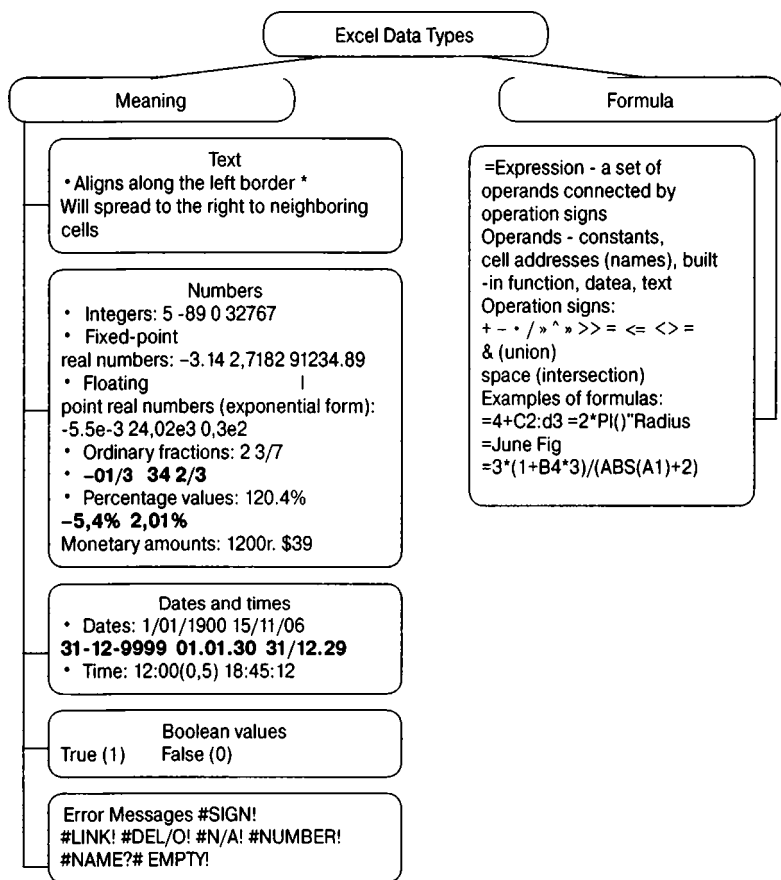 Excel Data Types
Meaning
Formula
Text
• Aligns along the left border *
Will spread to the right to neighboring
cells
Numbers
• Integers: 5 -89 0 32767
• Fixed-point
real numbers: –3.14 2,7182 91234.89
• Floating |
point real numbers (exponential form):
-5.5e-3 24,02e3 0,3e2
• Ordinary fractions: 2 3/7
• –01/3 34 2/3
• Percentage values: 120.4%
–5,4% 2,01%
Monetary amounts: 1200r. $39
Dates and times
• Dates: 1/01/1900 15/11/06
31-12-9999 01.01.30 31/12.29
• Time: 12:00(0,5) 18:45:12
Boolean values
True (1) False (0)
Error Messages #SIGN!
#LINK! #DEL/O! #N/A! #NUMBER!
#NAME?# EMPTY!
=Expression - a set of
operands connected by
operation signs
Operands - constants,
cell addresses (names), built
-in function, datea, text
Operation signs:
+ – • / » ^ » >> = <= <> =
& (union)
space (intersection)
Examples of formulas:
=4+C2:d3 =2*PI()"Radius
=June Fig
=3*(1+B4*3)/(ABS(A1)+2)